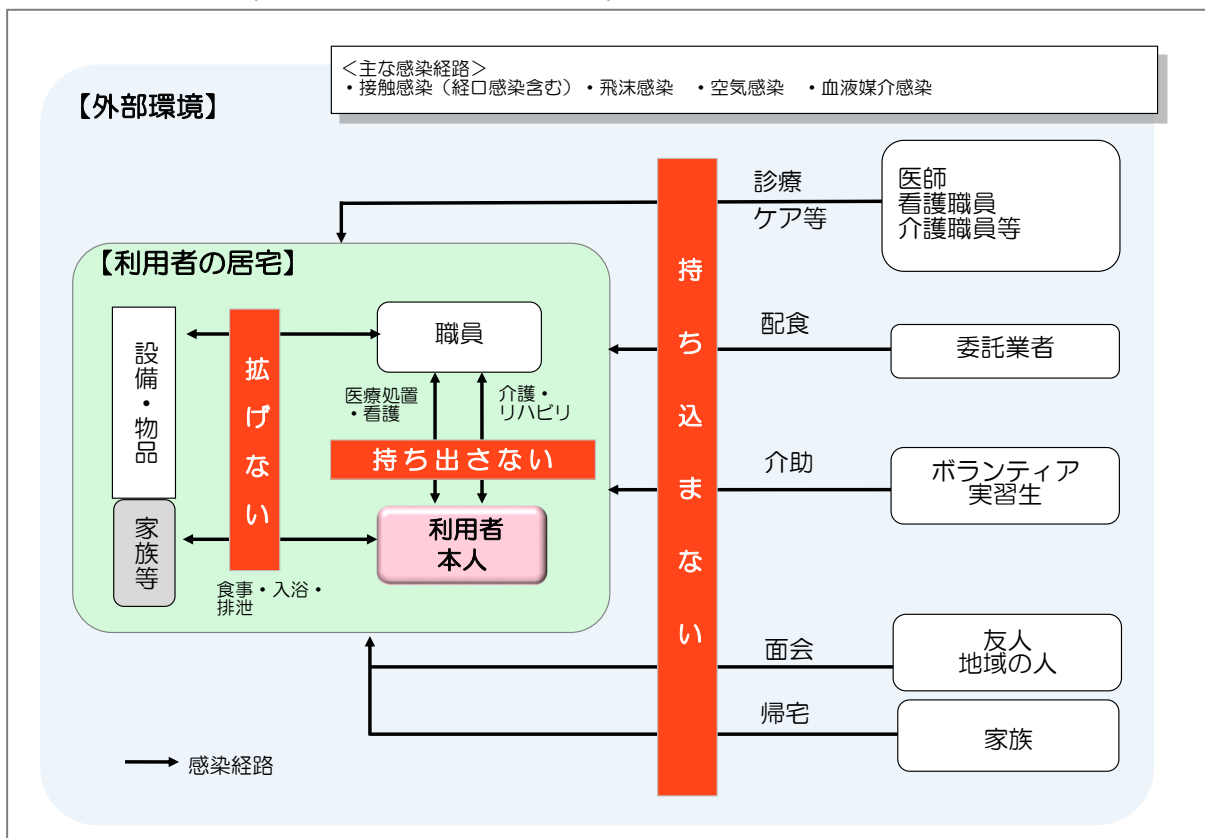 ＜主な感染経路＞
・接触感染（経口感染含む）・飛沫感染　・空気感染　・血液媒介感染
【外部環境】
診療
ケア等
医師
看護職員
介護職員等
持ち込まない
配食
委託業者
介助
ボランティア
実習生
面会
友人
地域の人
帰宅
家族
【利用者の居宅】
設備・物品
家族等
拡げない
職員
医療処置
・看護
介護・
リハビリ
持ち出さない
利用者
本人
食事・入浴・
排泄
感染経路